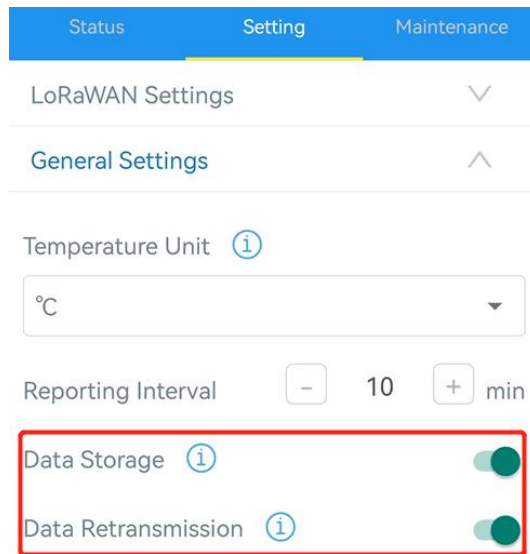 Status Setting Maintenance
LoRaWAN Settings
General Settings
Temperature Unit
℃
Reporting Interval - 10 + min
Data Storage
Data Retransmission